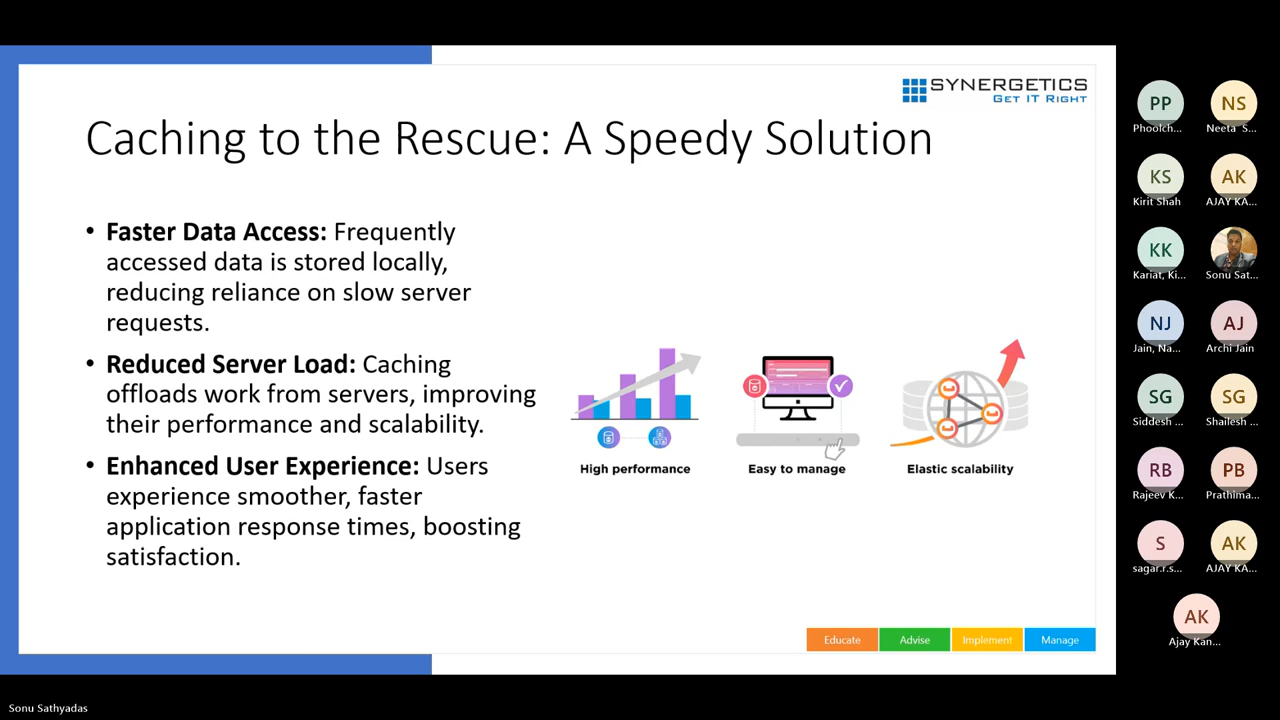 SYNERGETICS
GET IT RIGHT
Caching to the Rescue: A Speedy Solution
• Faster Data Access: Frequently
accessed data is stored locally,
reducing reliance on slow server
requests.
• Reduced Server Load: Caching
offloads work from servers, improving
their performance and scalability.
• Enhanced User Experience: Users
experience smoother, faster
application response times, boosting
satisfaction.
High performance
Easy to manage
Elastic scalability
Educate
Advise
Implement
Manage
PP
NS
Phoolch...
Neeta S...
KS
AK
Kirit Shah
AJAY KA...
KK
Kariat, Ki...
Sonu Sat...
NJ
AJ
Jain, Na...
Archi Jain
SG
SG
Siddesh ...
Shailesh ...
RB
PB
Rajeev K...
Prathima...
S
AK
sagar.r.s...
AJAY KA...
AK
Ajay Kan...
Sonu Sathyadas